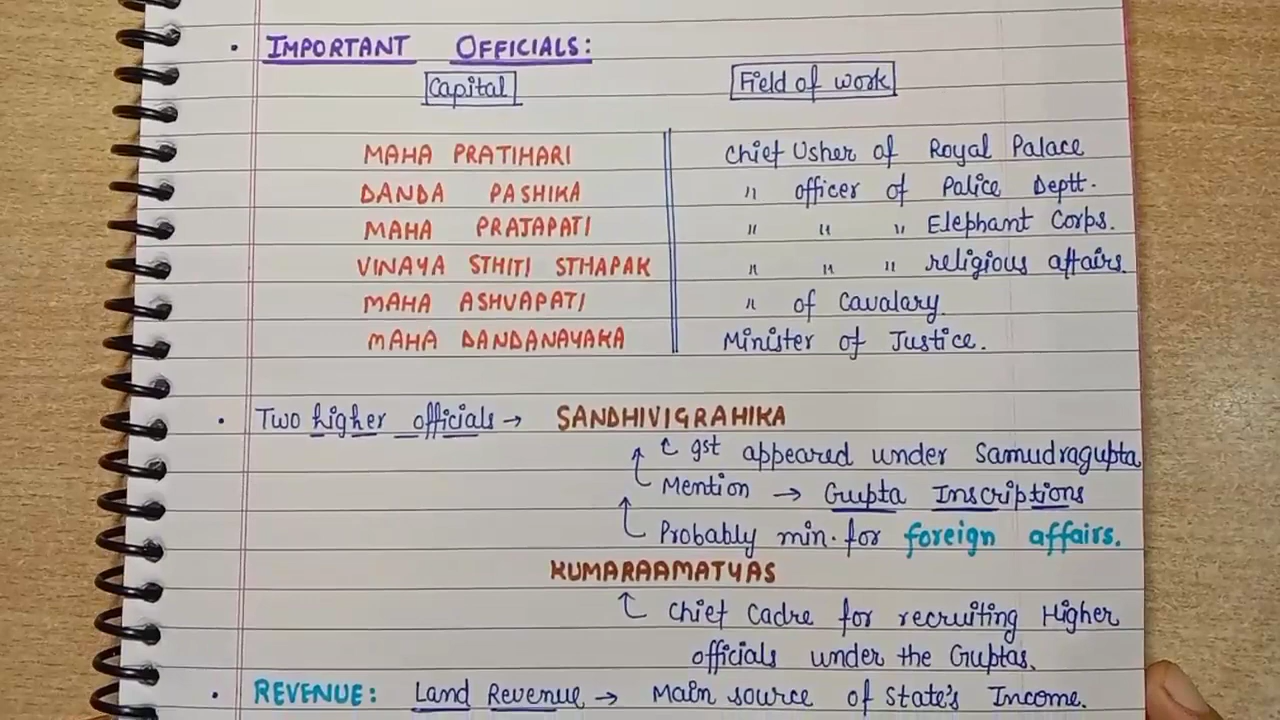 • IMPORTANT OFFICIALS:
Capital Field of work
MAHA PRATIHARI Chief Usher of Royal Palace
DANDA PASHIKA " officer of Palice Deptt.
MAHA PRATAPATI " " " Elephant Corps.
VINAYA STHITI STHAPAK " " " religious affairs.
MAHA ASHVAPATI " of Cavalary.
MAHA DANDANAYAKA Minister of Justice.
• Two higher officials → SANDHIVIGRAHIKA
gst appeared under Samudragupta
Mention → Gupta Inscriptions
Probably min. for foreign affairs.
KUMARAAMATYAS
Chief Cadre for recruiting Higher
officials under the Guptas.
• REVENUE: Land Revenue → Main source of State's Income.